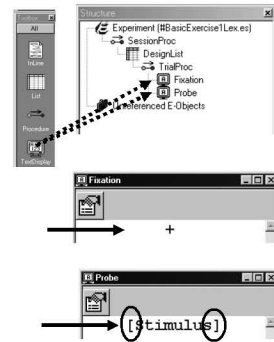 Toolbox
All
InLine
List
Procedure
TextDisplay
Structure
Experiment (#BasicExercise1Lex.es)
SessionProc
DesignList
TrialProc
Fixation
Probe
Unreferenced E-Objects
Fixation
+
Probe
[Stimulus]